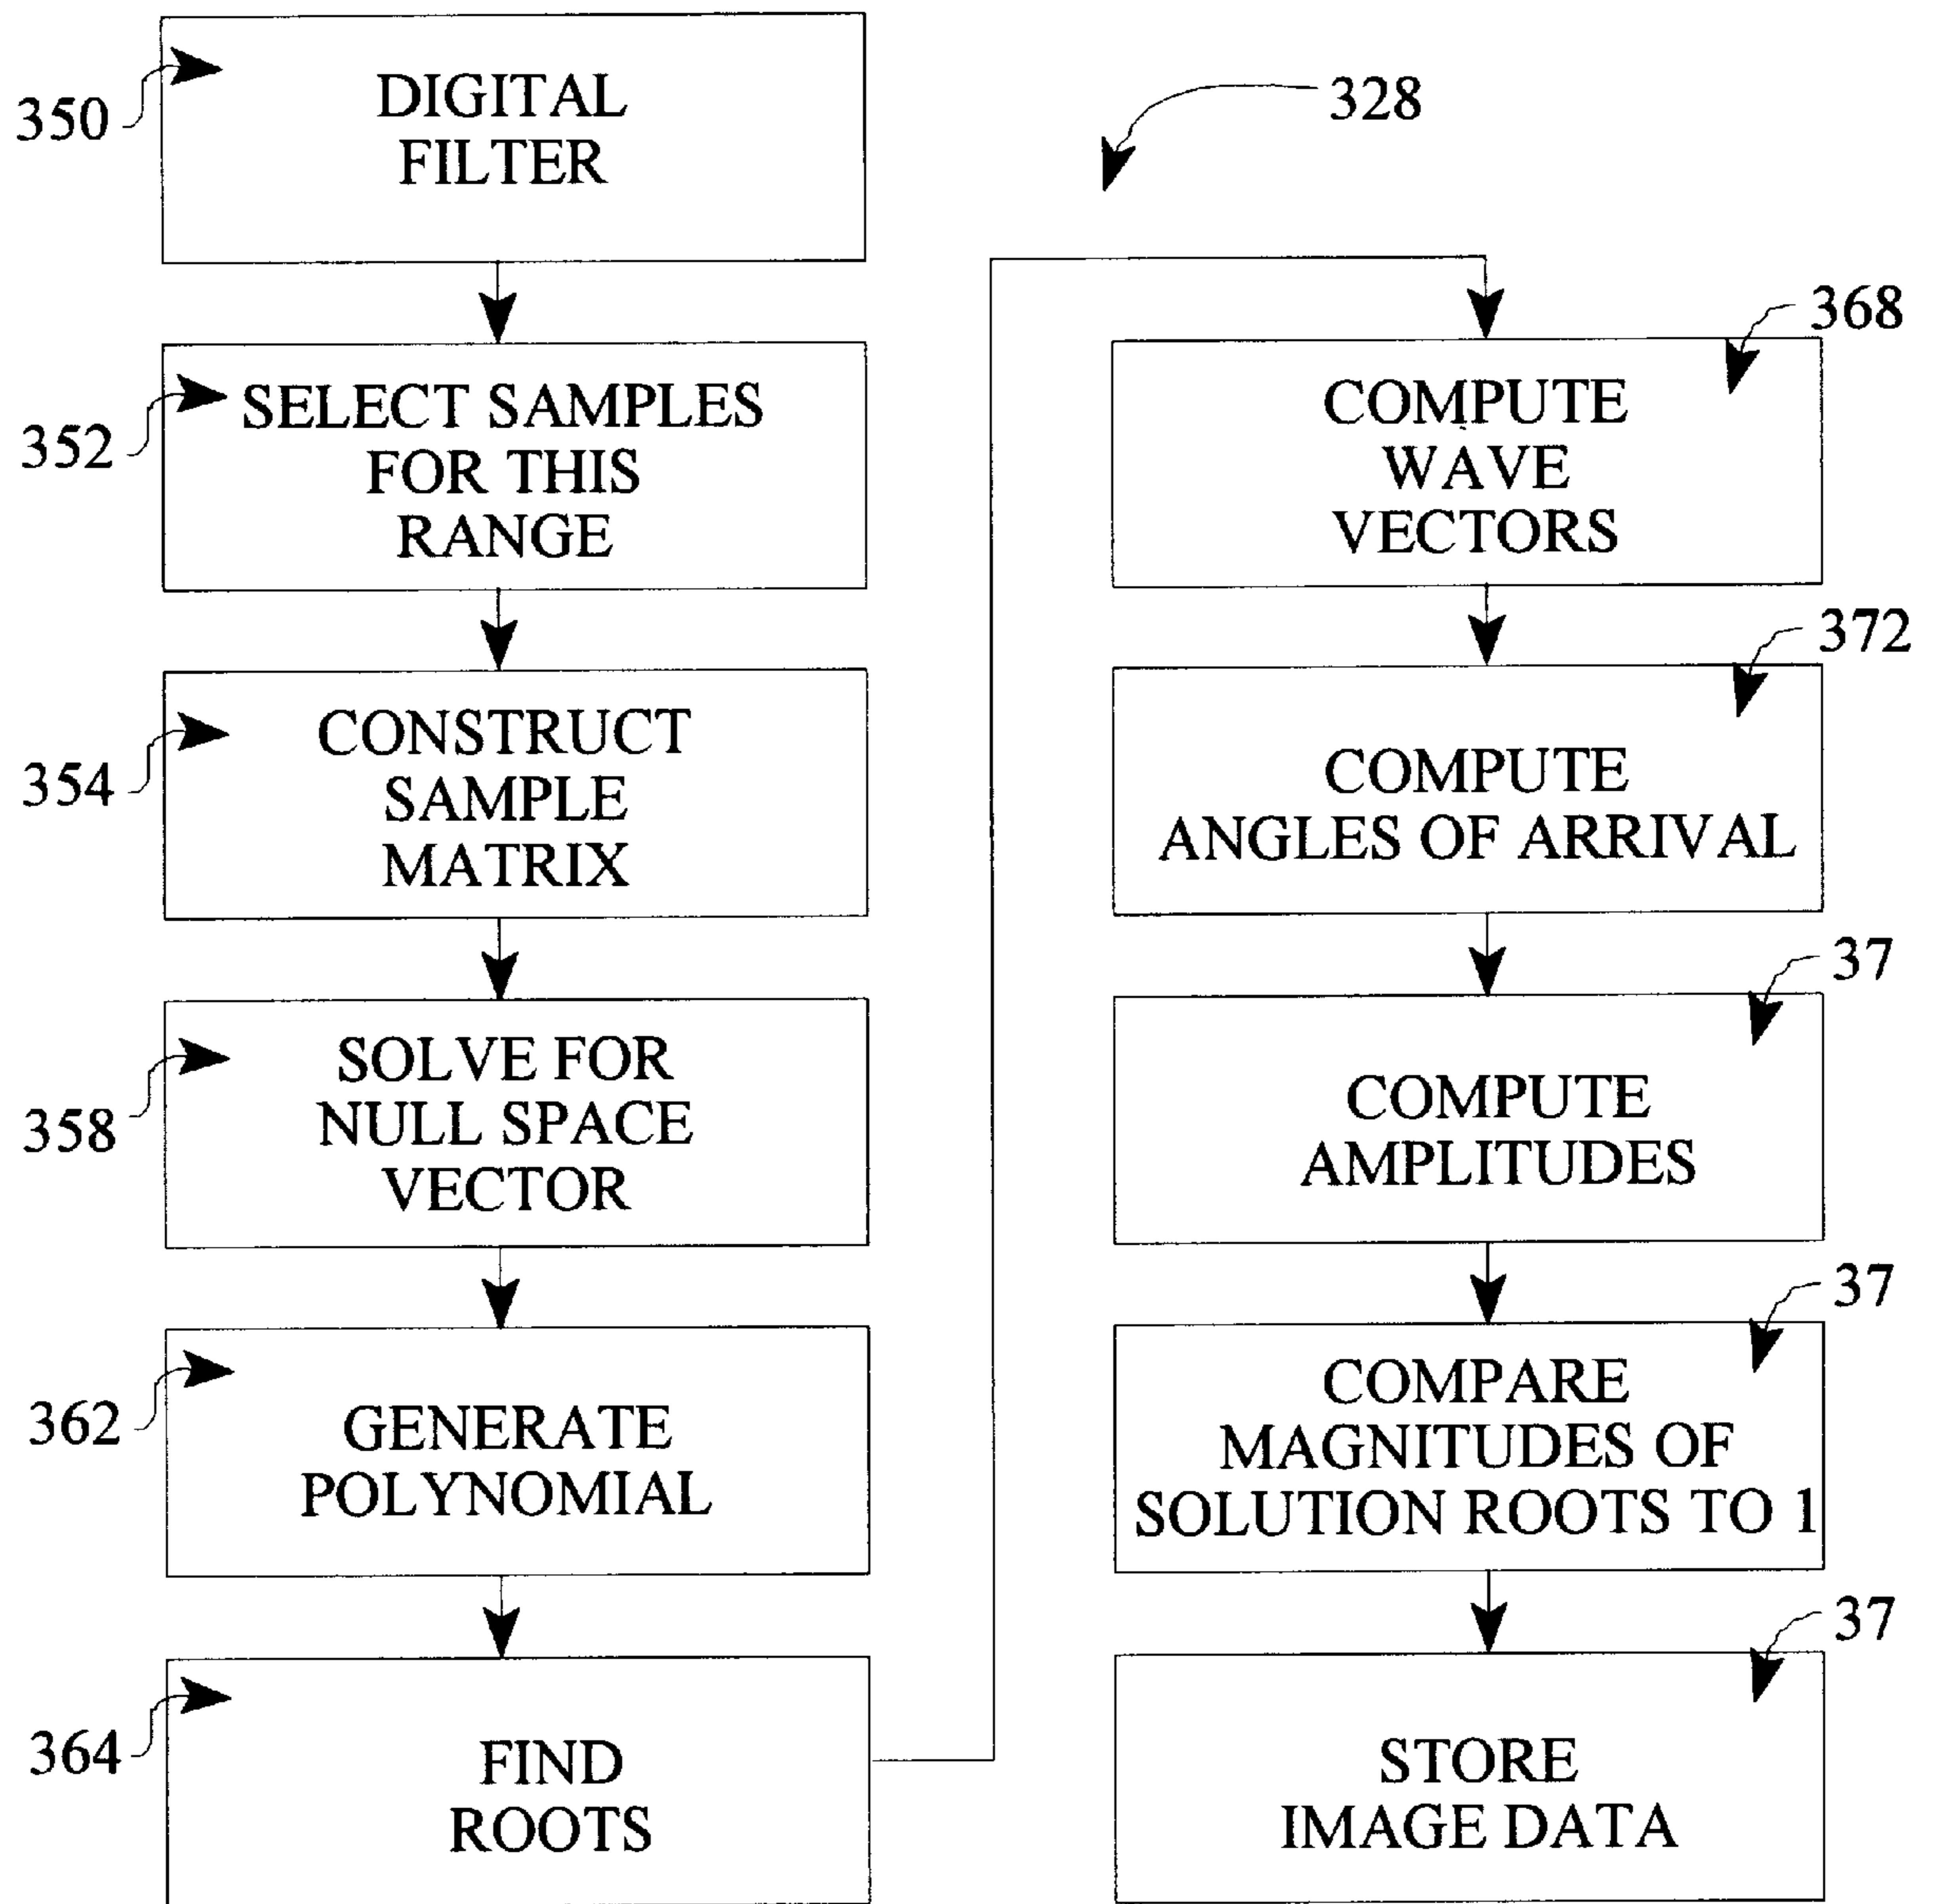 350
DIGITAL
FILTER
352
SELECT SAMPLES
FOR THIS
RANGE
354
CONSTRUCT
SAMPLE
MATRIX
358
SOLVE FOR
NULL SPACE
VECTOR
362
GENERATE
POLYNOMIAL
364
FIND
ROOTS
328
368
COMPUTE
WAVE
VECTORS
372
COMPUTE
ANGLES OF ARRIVAL
37
COMPUTE
AMPLITUDES
37
COMPARE
MAGNITUDES OF
SOLUTION ROOTS TO 1
37
STORE
IMAGE DATA